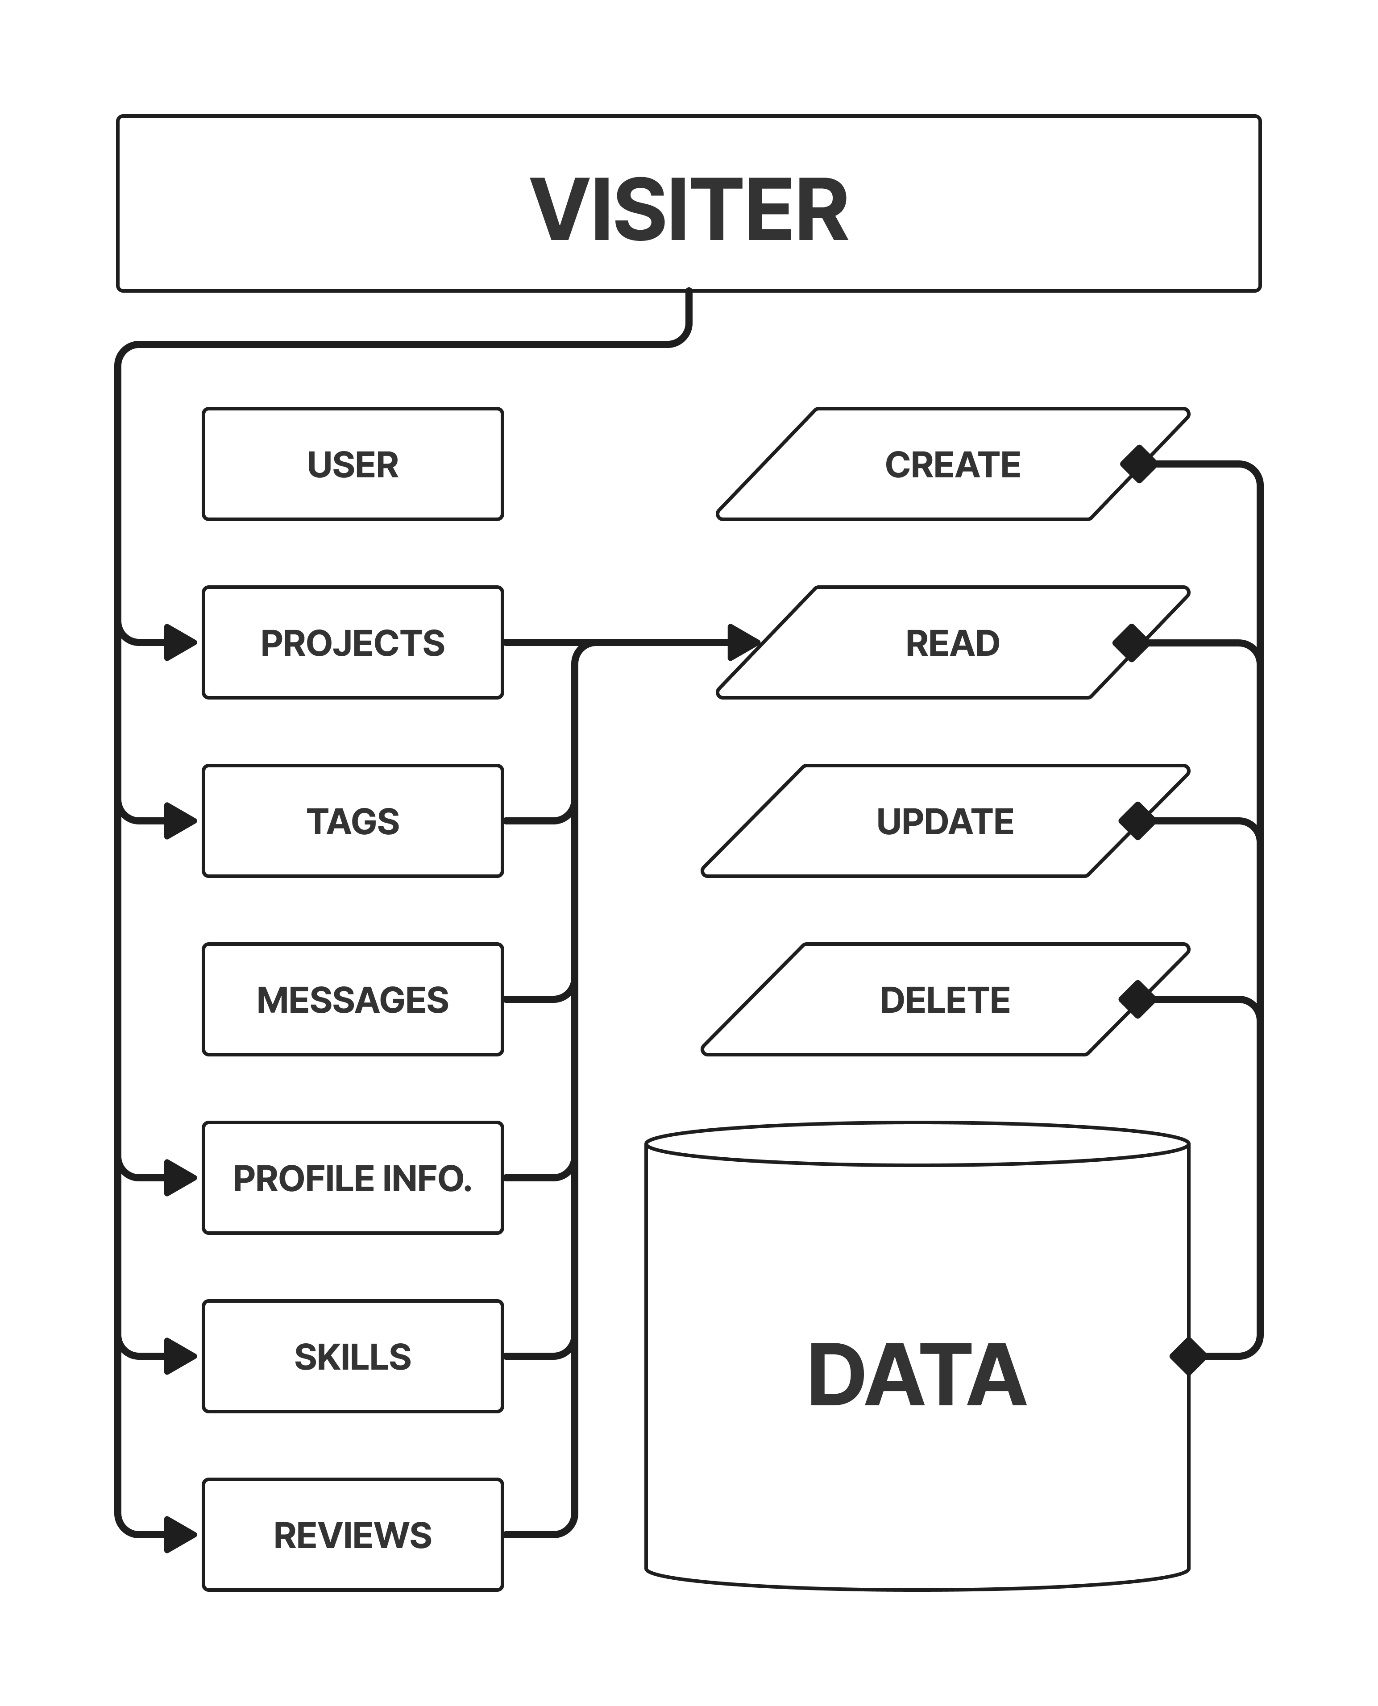 VISITER
USER
CREATE
PROJECTS
READ
TAGS
UPDATE
MESSAGES
DELETE
PROFILE INFO.
SKILLS
DATA
REVIEWS